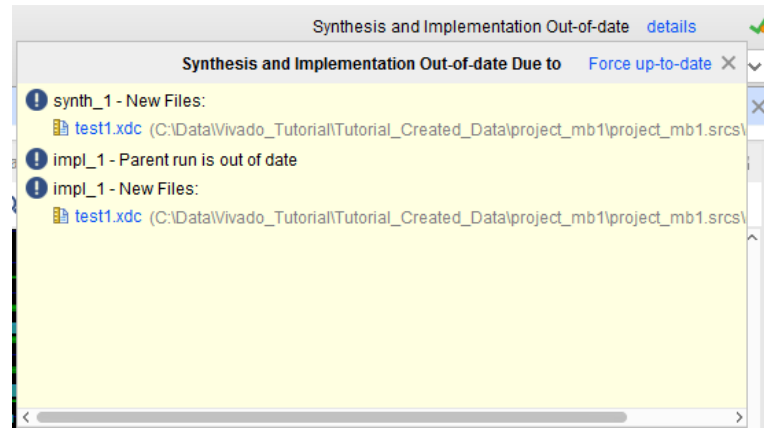 Synthesis and Implementation Out-of-date details
Synthesis and Implementation Out-of-date Due to Force up-to-date
synth_1 - New Files:
test1.xdc (C:\Data\Vivado_Tutorial\Tutorial_Created_Data\project_mb1\project_mb1.srcs\
impl_1 - Parent run is out of date
impl_1 - New Files:
test1.xdc (C:\Data\Vivado_Tutorial\Tutorial_Created_Data\project_mb1\project_mb1.srcs\